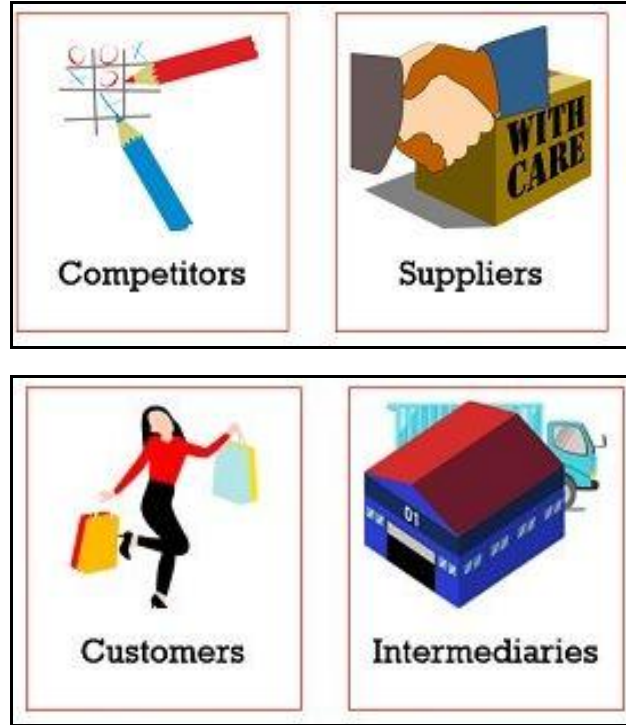 WITH
CARE
Competitors
Suppliers
01
Customers
Intermediaries